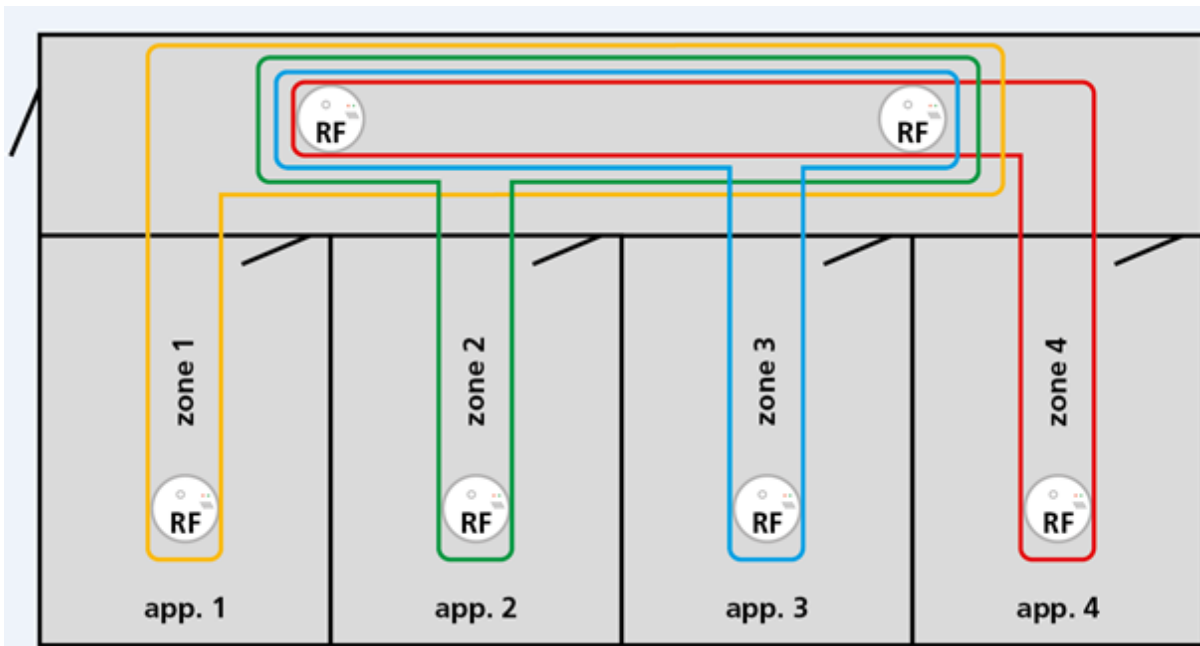 RF
RF
zone 1
zone 2
zone 3
zone 4
RF
RF
RF
RF
app. 1
app. 2
app. 3
app. 4